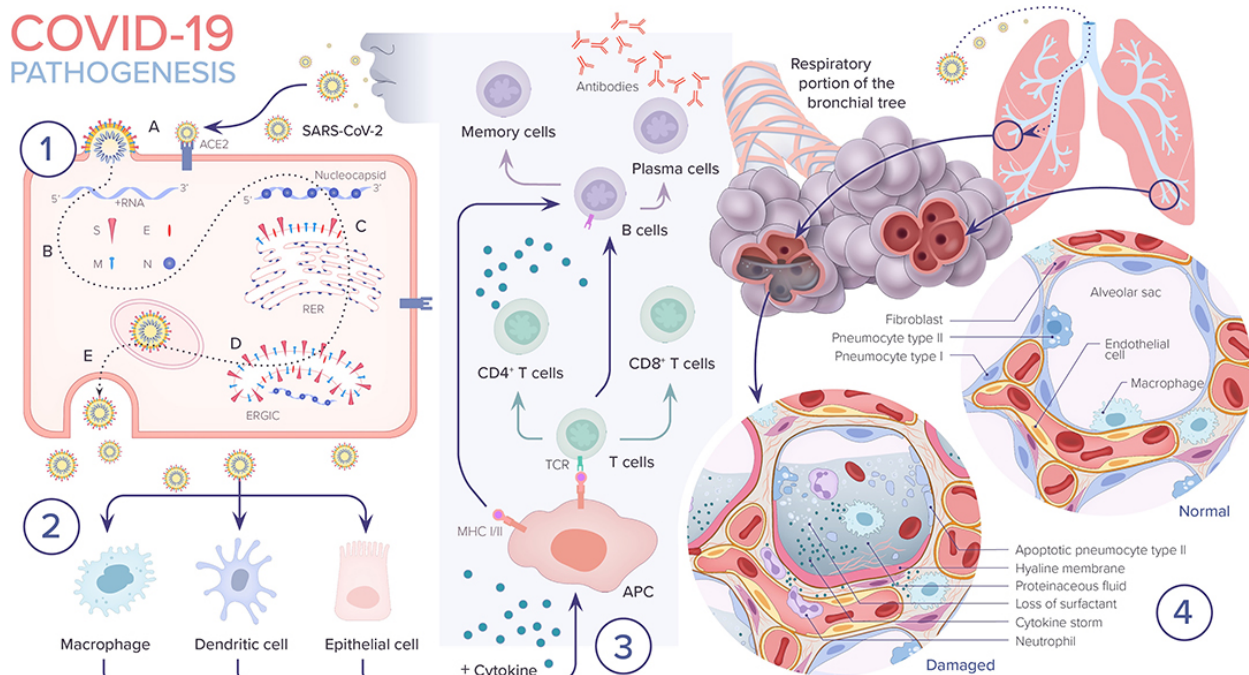 COVID-19
PATHOGENESIS
1
A
SARS-CoV-2
ACE2
5'
+RNA
3'
5'
Nucleocapsid
3'
S
E
M
N
B
C
RER
D
E
ERGIC
2
Macrophage
Dendritic cell
Epithelial cell
Antibodies
Memory cells
Plasma cells
B cells
CD4+ T cells
CD8+ T cells
TCR
T cells
MHC I/II
APC
+ Cytokine
3
Respiratory
portion of the
bronchial tree
Fibroblast
Pneumocyte type II
Pneumocyte type I
Alveolar sac
Endothelial
cell
Macrophage
Normal
Apoptotic pneumocyte type II
Hyaline membrane
Proteinaceous fluid
Loss of surfactant
Cytokine storm
Neutrophil
Damaged
4